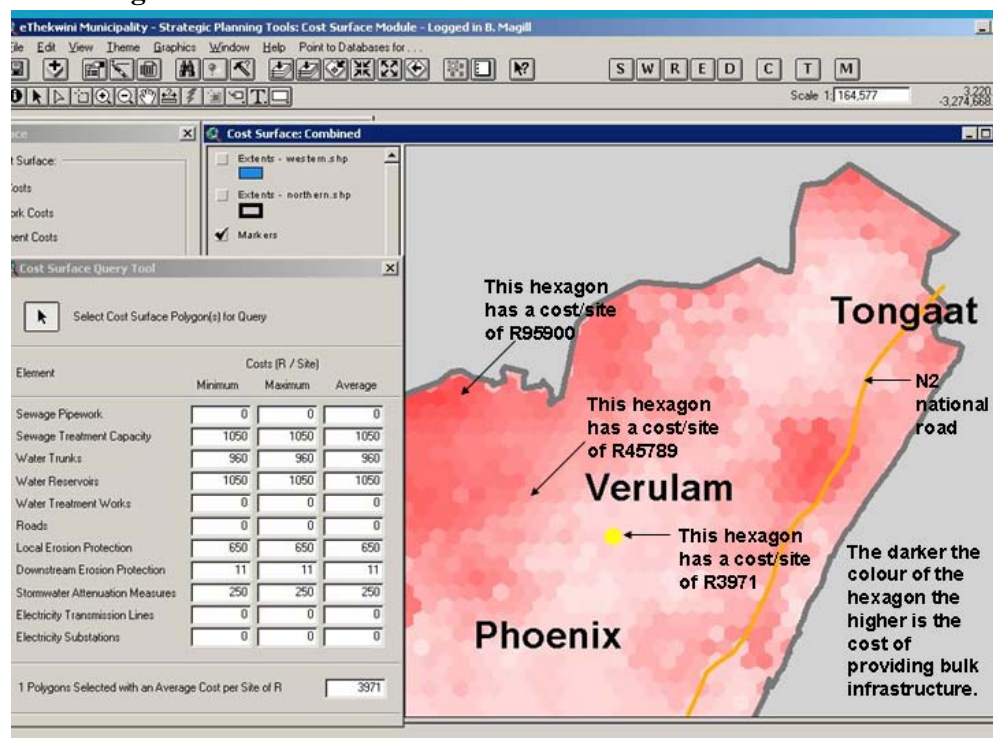 eThekwini Municipality - Strategic Planning Tools: Cost Surface Module - Logged in B. Magill
File Edit View Theme Graphics Window Help Point to Databases for . . .
S W R E D C T M
Scale 1: 164,577
3,220
-3,274,668
Surface:
Costs
ork Costs
ent Costs
Cost Surface: Combined
Extents - western.shp
Extents - northern.shp
Markers
Cost Surface Query Tool
Select Cost Surface Polygon(s) for Query
Costs (R / Site)
Element Minimum Maximum Average
Sewage Pipework 0 0 0
Sewage Treatment Capacity 1050 1050 1050
Water Trunks 960 960 960
Water Reservoirs 1050 1050 1050
Water Treatment Works 0 0 0
Roads 0 0 0
Local Erosion Protection 650 650 650
Downstream Erosion Protection 11 11 11
Stormwater Attenuation Measures 250 250 250
Electricity Transmission Lines 0 0 0
Electricity Substations 0 0 0
1 Polygons Selected with an Average Cost per Site of R 3971
This hexagon
has a cost/site
of R95900
Tongaat
N2
national
road
This hexagon
has a cost/site
of R45789
Verulam
This hexagon
has a cost/site
of R3971
Phoenix
The darker the
colour of the
hexagon the
higher is the
cost of
providing bulk
infrastructure.